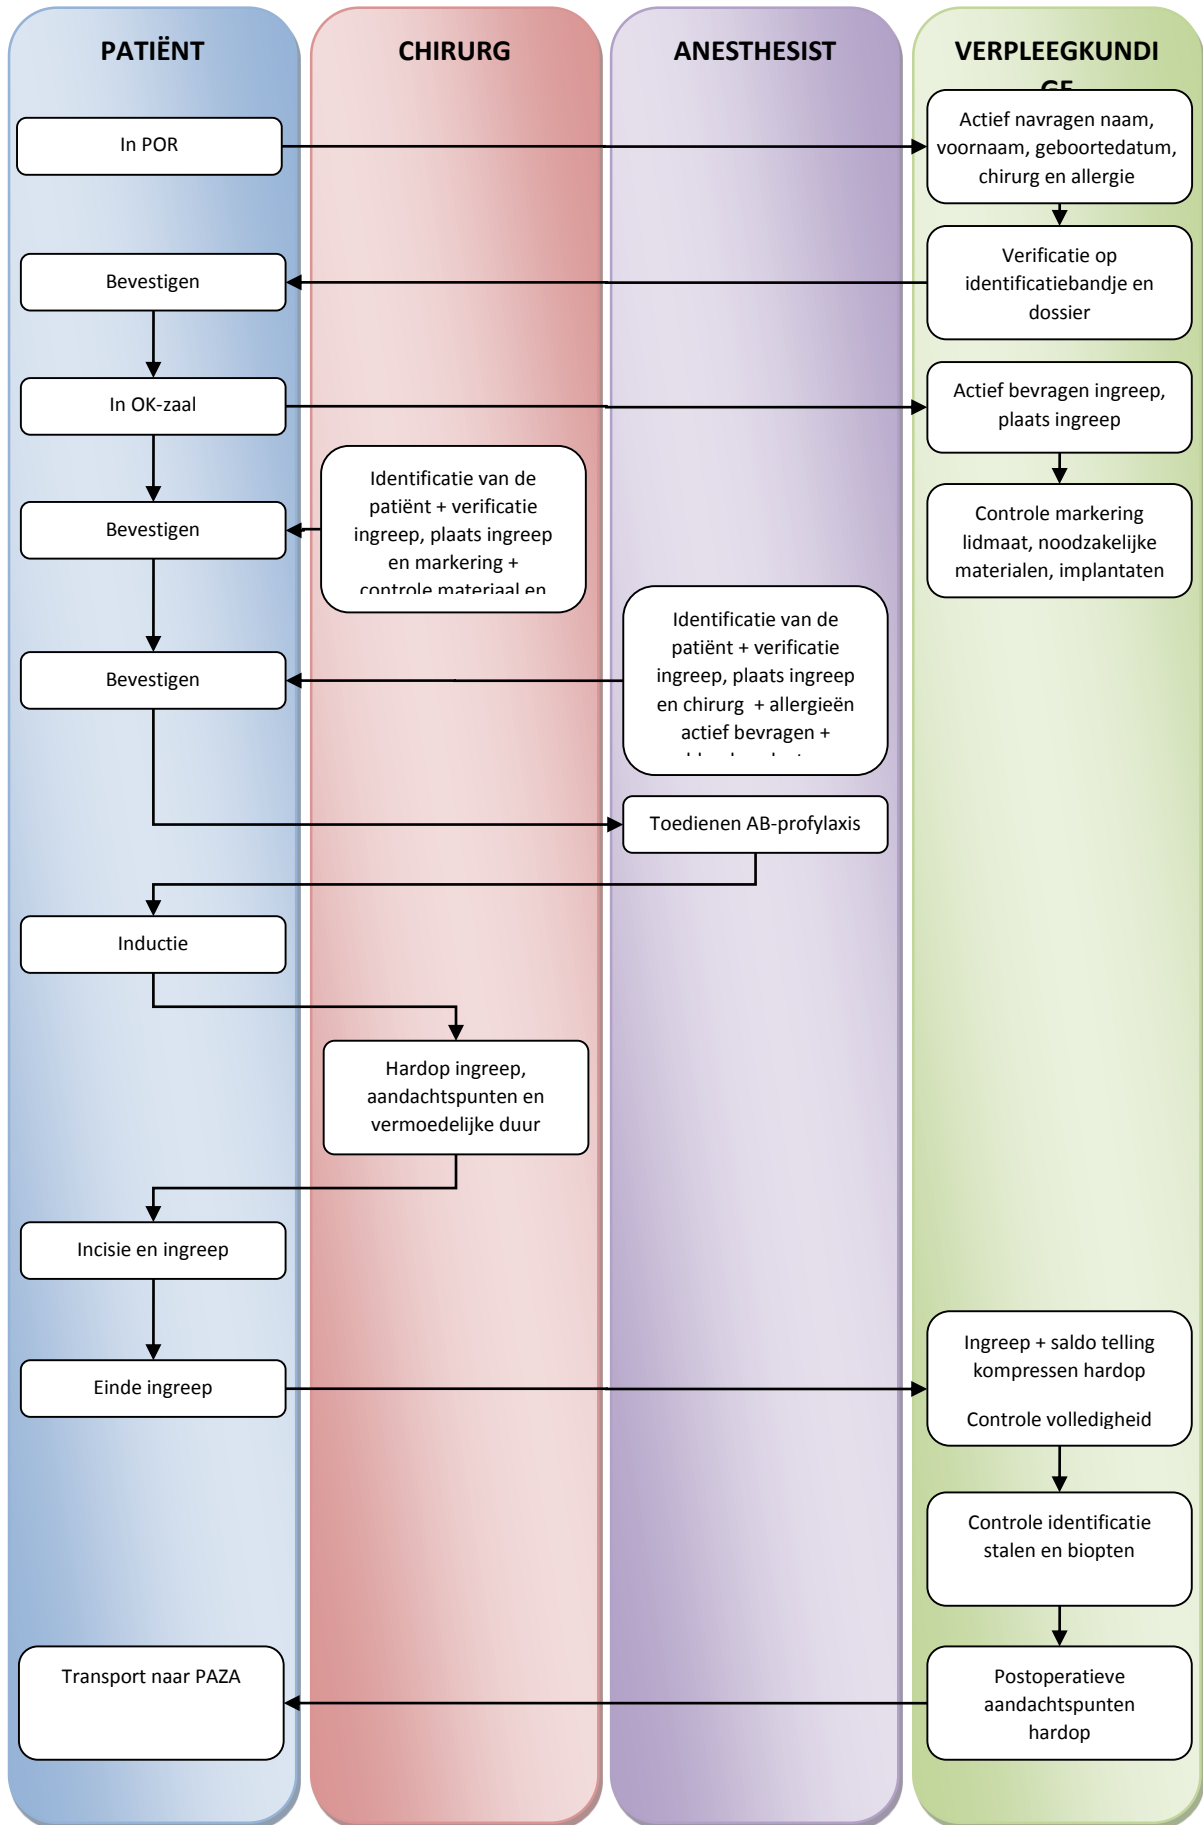 PATIËNT
CHIRURG
ANESTHESIST
VERPLEEGKUNDI
In POR
Actief navragen naam,
voornaam, geboortedatum,
chirurg en allergie
Bevestigen
Verificatie op
identificatiebandje en
dossier
In OK-zaal
Actief bevragen ingreep,
plaats ingreep
Bevestigen
Identificatie van de
patiënt + verificatie
ingreep, plaats ingreep
en markering +
controle materiaal en
Controle markering
lidmaat, noodzakelijke
materialen, implantaten
Bevestigen
Identificatie van de
patiënt + verificatie
ingreep, plaats ingreep
en chirurg + allergieën
actief bevragen +
Toedienen AB-profylaxis
Inductie
Hardop ingreep,
aandachtspunten en
vermoedelijke duur
Incisie en ingreep
Einde ingreep
Ingreep + saldo telling
kompressen hardop
Controle volledigheid
Controle identificatie
stalen en biopten
Transport naar PAZA
Postoperatieve
aandachtspunten
hardop